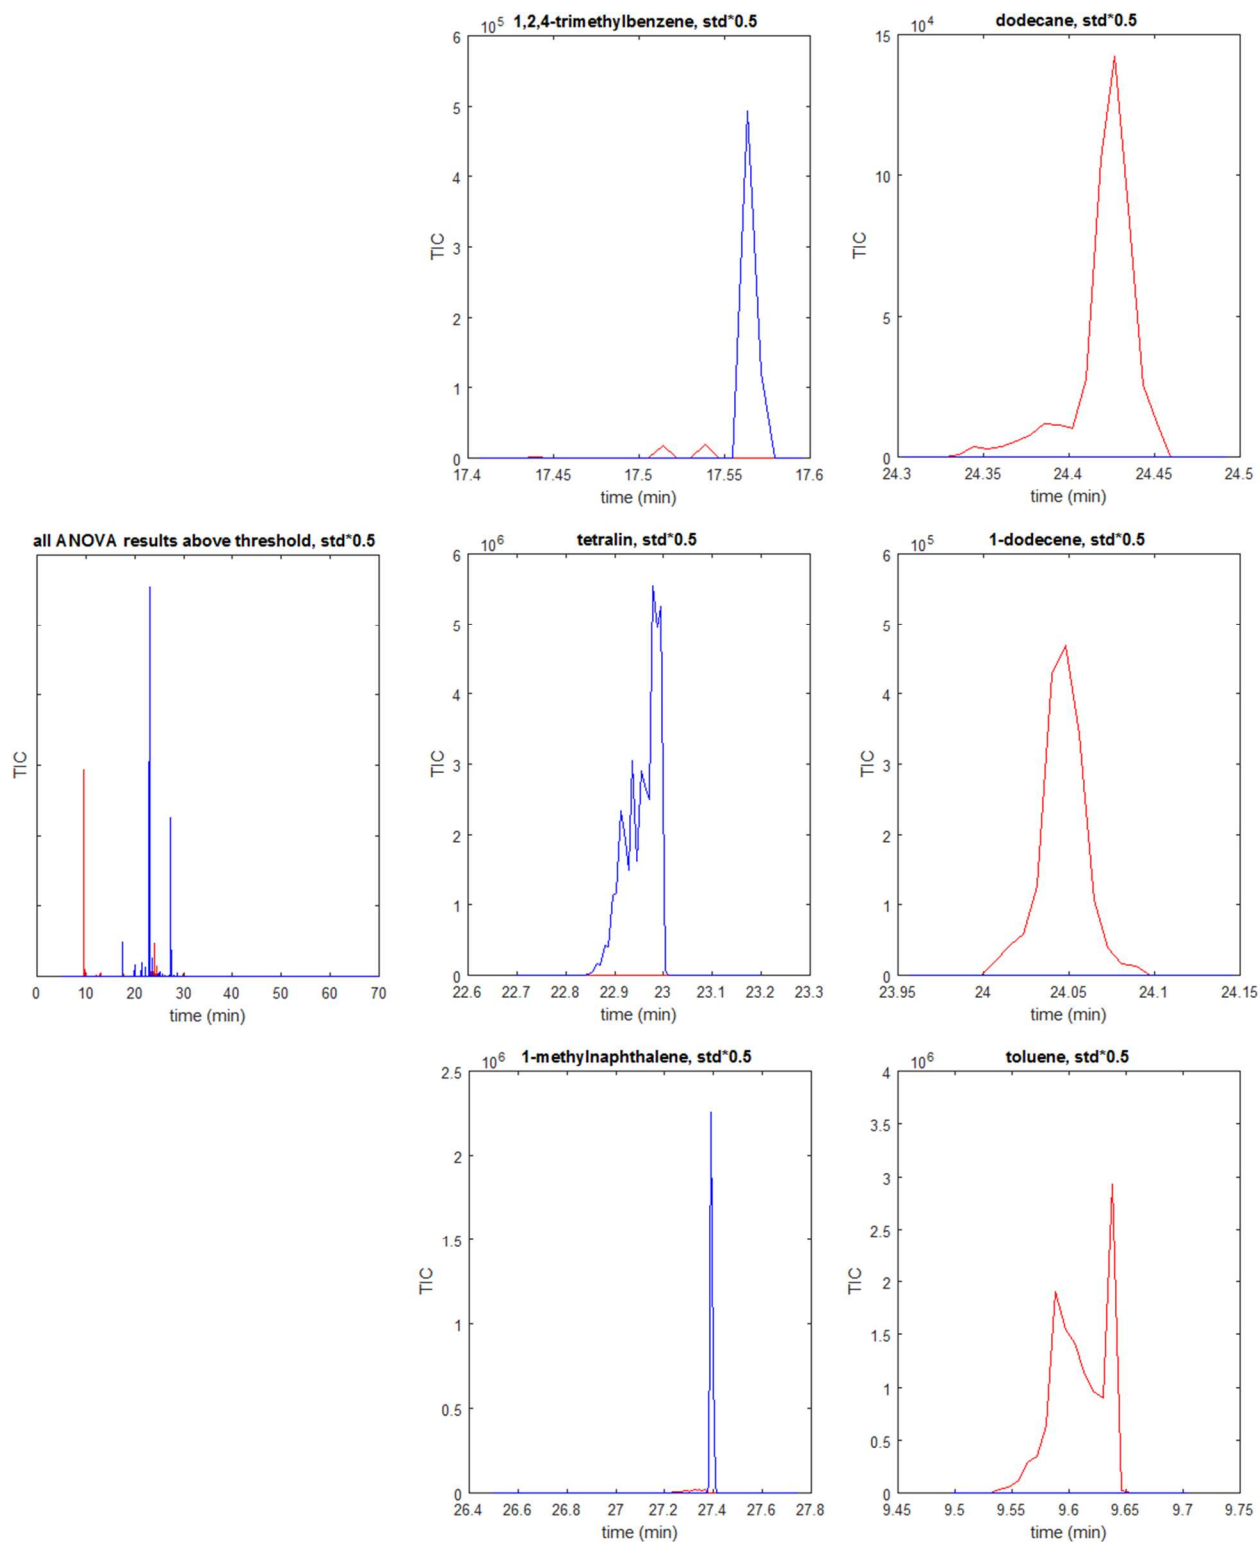 10^5 1,2,4-trimethylbenzene, std*0.5
6
5
4
3
2
1
0
TIC
17.4 17.45 17.5 17.55 17.6
time (min)
10^4 dodecane, std*0.5
15
10
5
0
TIC
24.3 24.35 24.4 24.45 24.5
time (min)
all ANOVA results above threshold, std*0.5
TIC
0 10 20 30 40 50 60 70
time (min)
10^6 tetralin, std*0.5
6
5
4
3
2
1
0
TIC
22.6 22.7 22.8 22.9 23 23.1 23.2 23.3
time (min)
10^5 1-dodecene, std*0.5
6
5
4
3
2
1
0
TIC
23.95 24 24.05 24.1 24.15
time (min)
10^6 1-methylnaphthalene, std*0.5
2.5
2
1.5
1
0.5
0
TIC
26.4 26.6 26.8 27 27.2 27.4 27.6 27.8
time (min)
10^6 toluene, std*0.5
4
3.5
3
2.5
2
1.5
1
0.5
0
TIC
9.45 9.5 9.55 9.6 9.65 9.7 9.75
time (min)